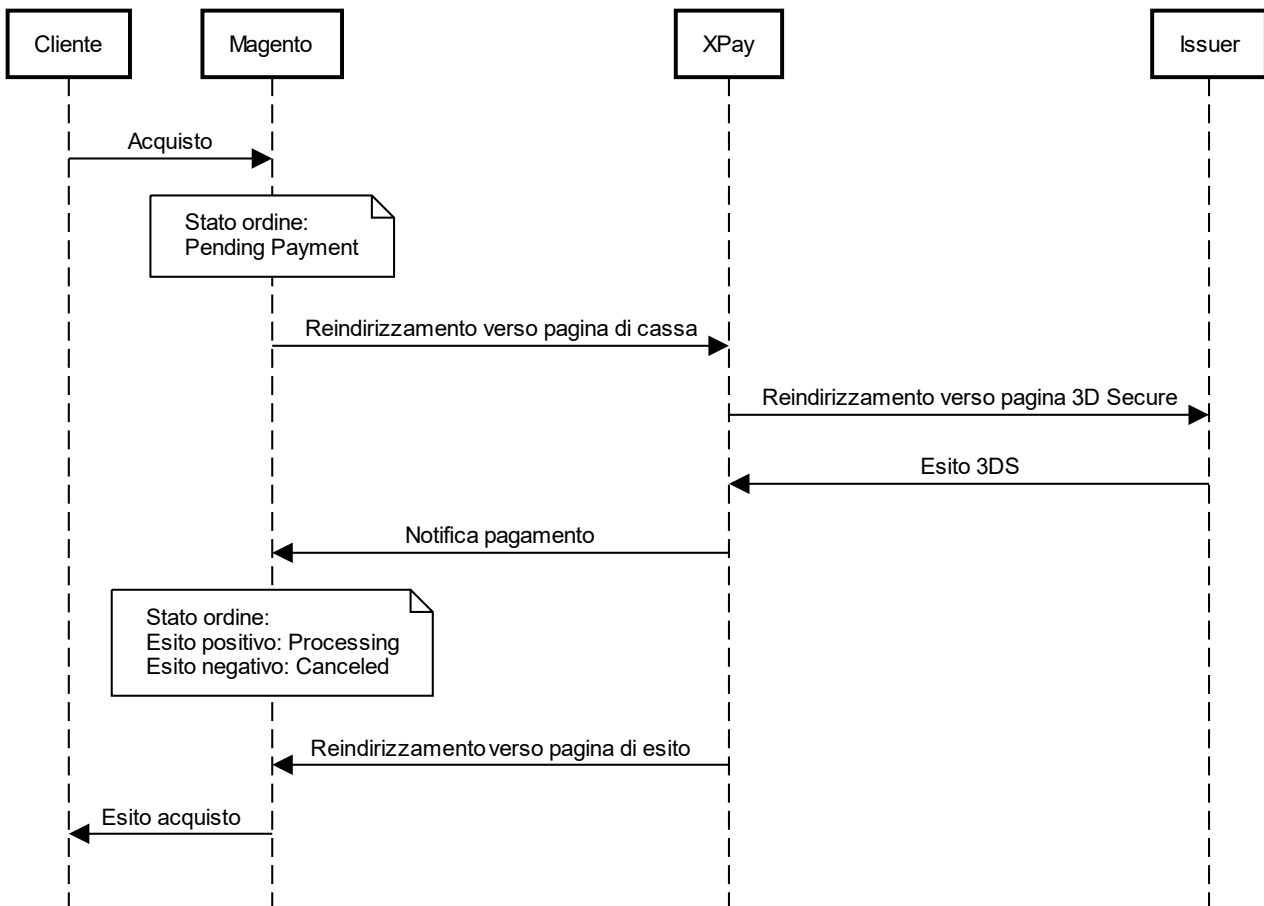 Cliente
Magento
XPay
Issuer
Acquisto
Stato ordine:
Pending Payment
Reindirizzamento verso pagina di cassa
Reindirizzamento verso pagina 3D Secure
Esito 3DS
Notifica pagamento
Stato ordine:
Esito positivo: Processing
Esito negativo: Canceled
Reindirizzamento verso pagina di esito
Esito acquisto